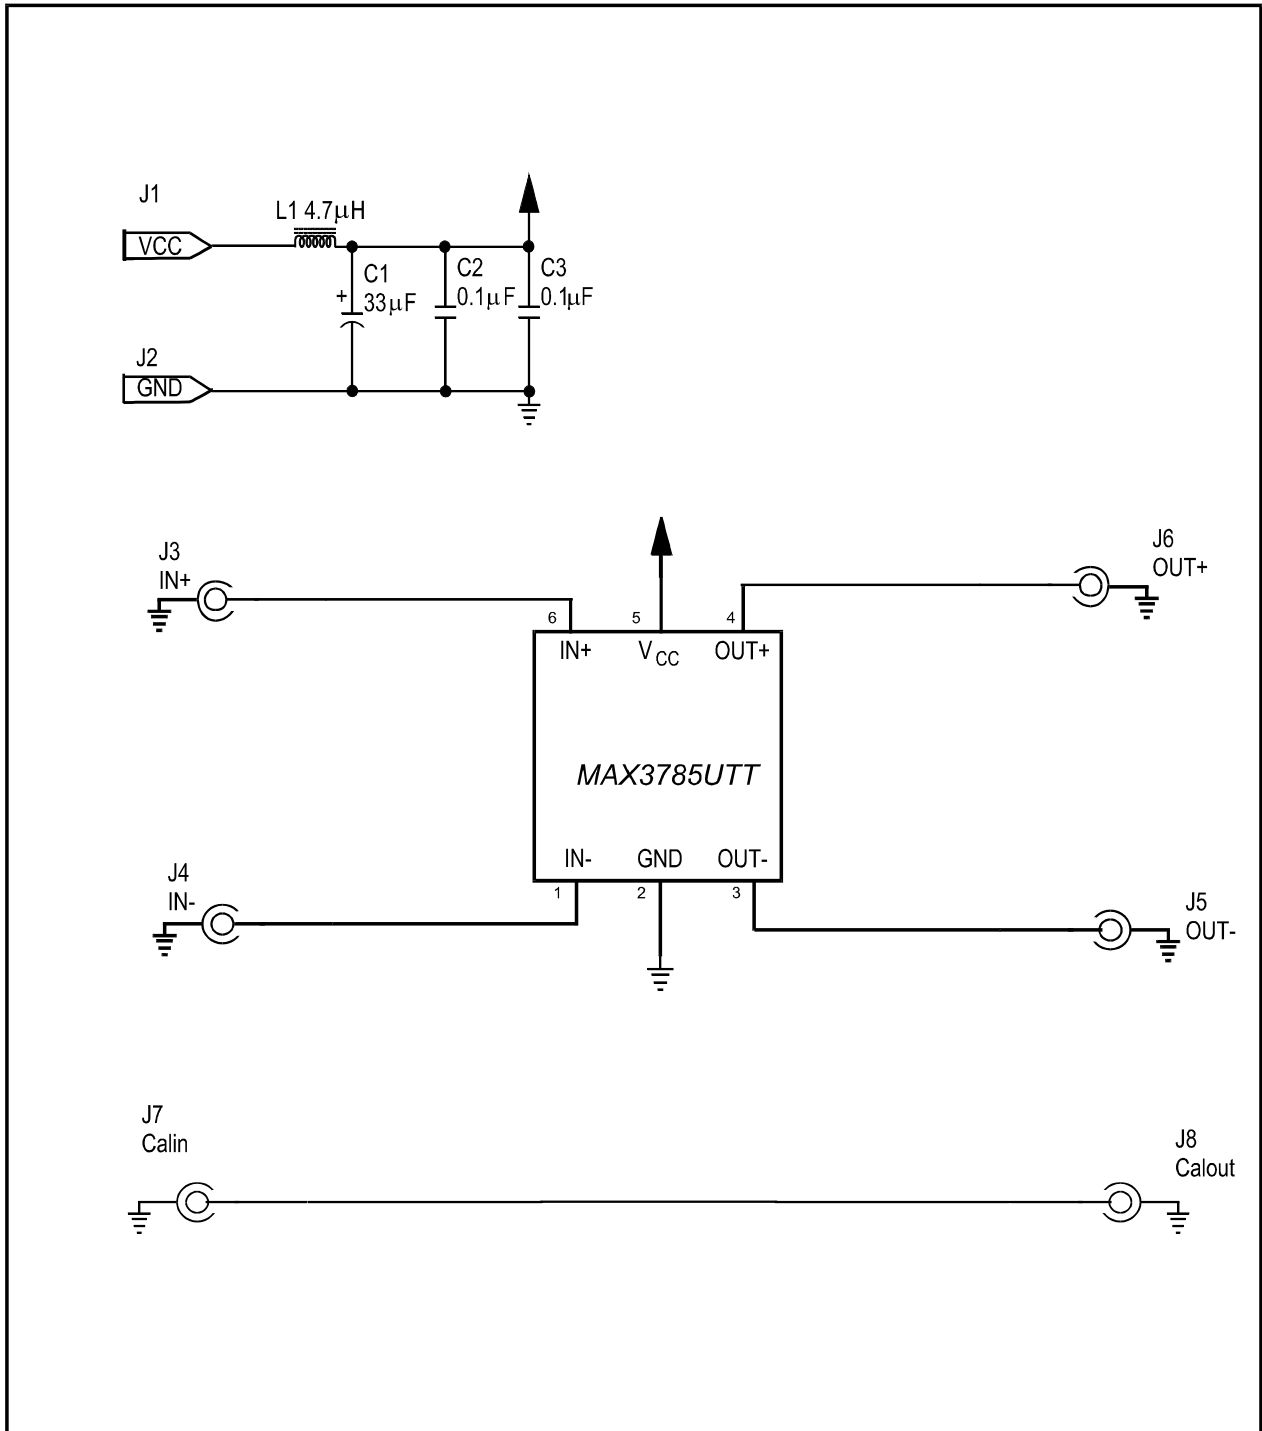 J1
L1 4.7μH
VCC
C1
33μF
+
C2
0.1μF
C3
0.1μF
J2
GND
J3
IN+
J6
OUT+
6
5
4
IN+
VCC
OUT+
MAX3785UTT
IN-
GND
OUT-
1
2
3
J4
IN-
J5
OUT-
J7
Calin
J8
Calout